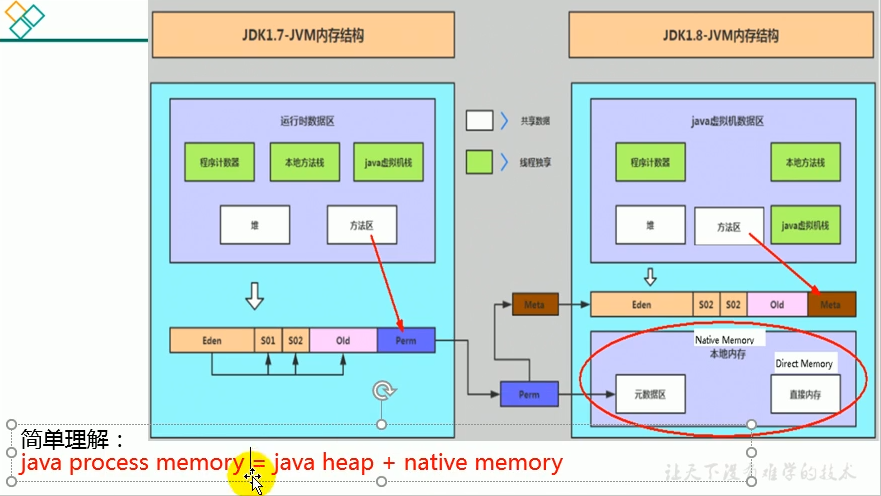 JDK1.7-JVM内存结构
JDK1.8-JVM内存结构
运行时数据区
程序计数器
本地方法栈
java虚拟机栈
堆
方法区
共享数据
线程独享
java虚拟机数据区
程序计数器
本地方法栈
堆
方法区
java虚拟机栈
Eden
S01
S02
Old
Perm
Meta
Perm
Eden
S02
S02
Old
Meta
Native Memory
本地内存
Direct Memory
元数据区
直接内存
简单理解：
java process memory = java heap + native memory
让天下没有难学的技术